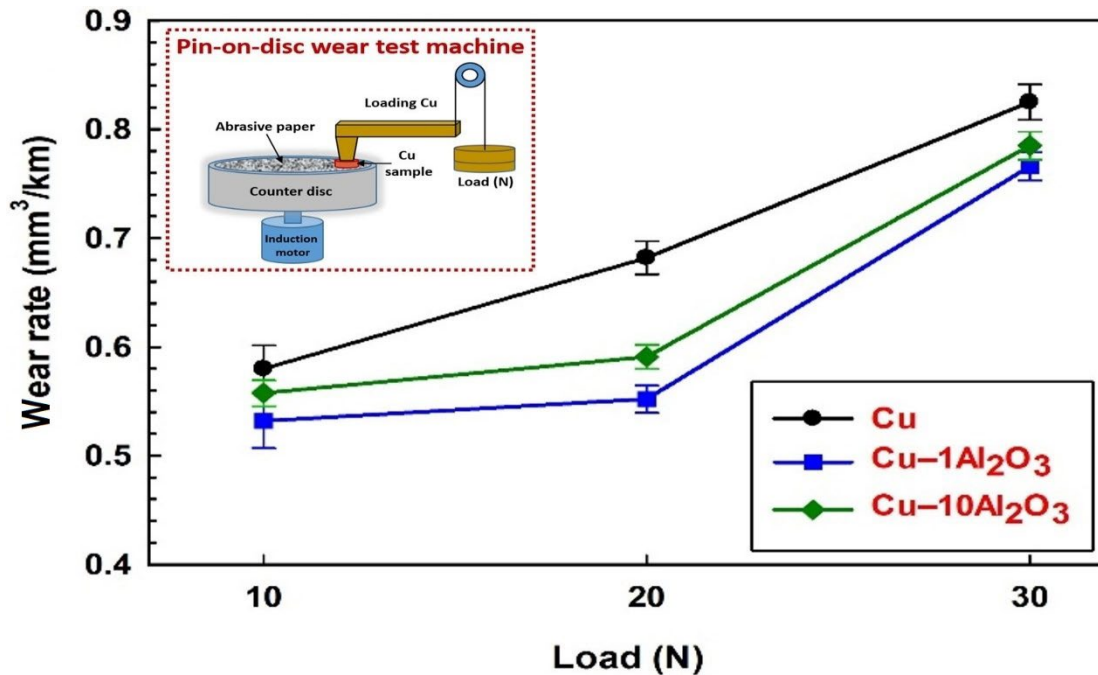 Pin-on-disc wear test machine
Loading Cu
Abrasive paper
Cu
sample
Load (N)
Counter disc
Induction
motor
Wear rate (mm³/km)
0.9
0.8
0.7
0.6
0.5
0.4
10
20
30
Load (N)
Cu
Cu–1Al₂O₃
Cu–10Al₂O₃